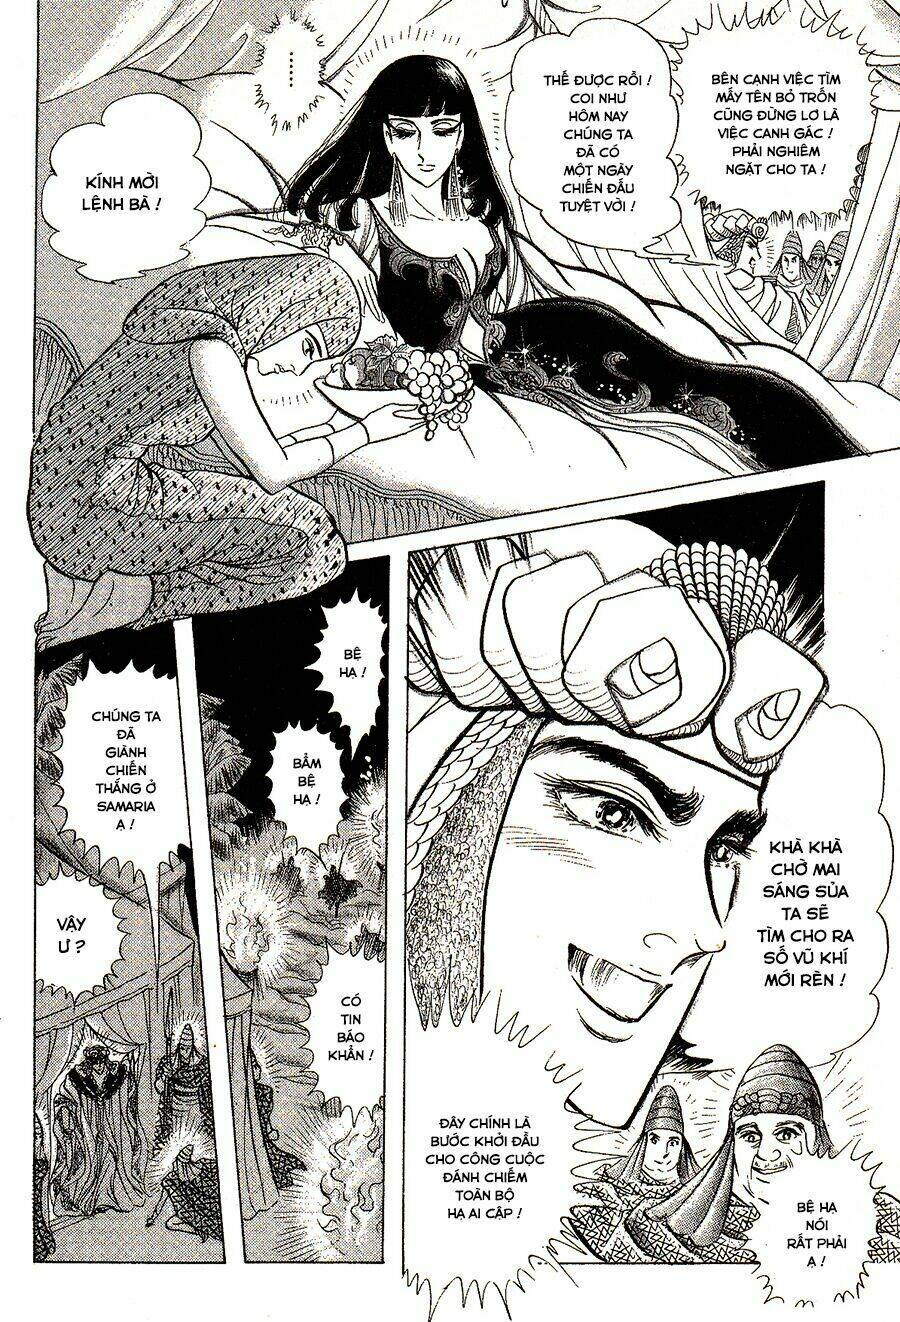 BÊN CẠNH VIỆC TÌM
MẤY TÊN BỎ TRỐN
CŨNG ĐỪNG LƠ LÀ
VIỆC CANH GÁC !
PHẢI NGHIÊM
NGẶT CHO TA !
THẾ ĐƯỢC RỒI !
COI NHƯ
HÔM NAY
CHÚNG TA
ĐÃ CÓ
MỘT NGÀY
CHIẾN ĐẤU
TUYỆT VỜI !
......
KÍNH MỜI
LỆNH BÀ !
KHÀ KHÀ
CHỜ MAI
SÁNG SỦA
TA SẼ
TÌM CHO RA
SỐ VŨ KHÍ
MỚI RÈN !
ĐÂY CHÍNH LÀ
BƯỚC KHỞI ĐẦU
CHO CÔNG CUỘC
ĐÁNH CHIẾM
TOÀN BỘ
HẠ AI CẬP !
BỆ HẠ
NÓI
RẤT PHẢI
Ạ !
BỆ
HẠ !
BẨM
BỆ
HẠ !
CÓ
TIN
BÁO
KHẨN !
CHÚNG TA
ĐÃ
GIÀNH
CHIẾN
THẮNG Ở
SAMARIA
Ạ !
VẬY
Ư ?